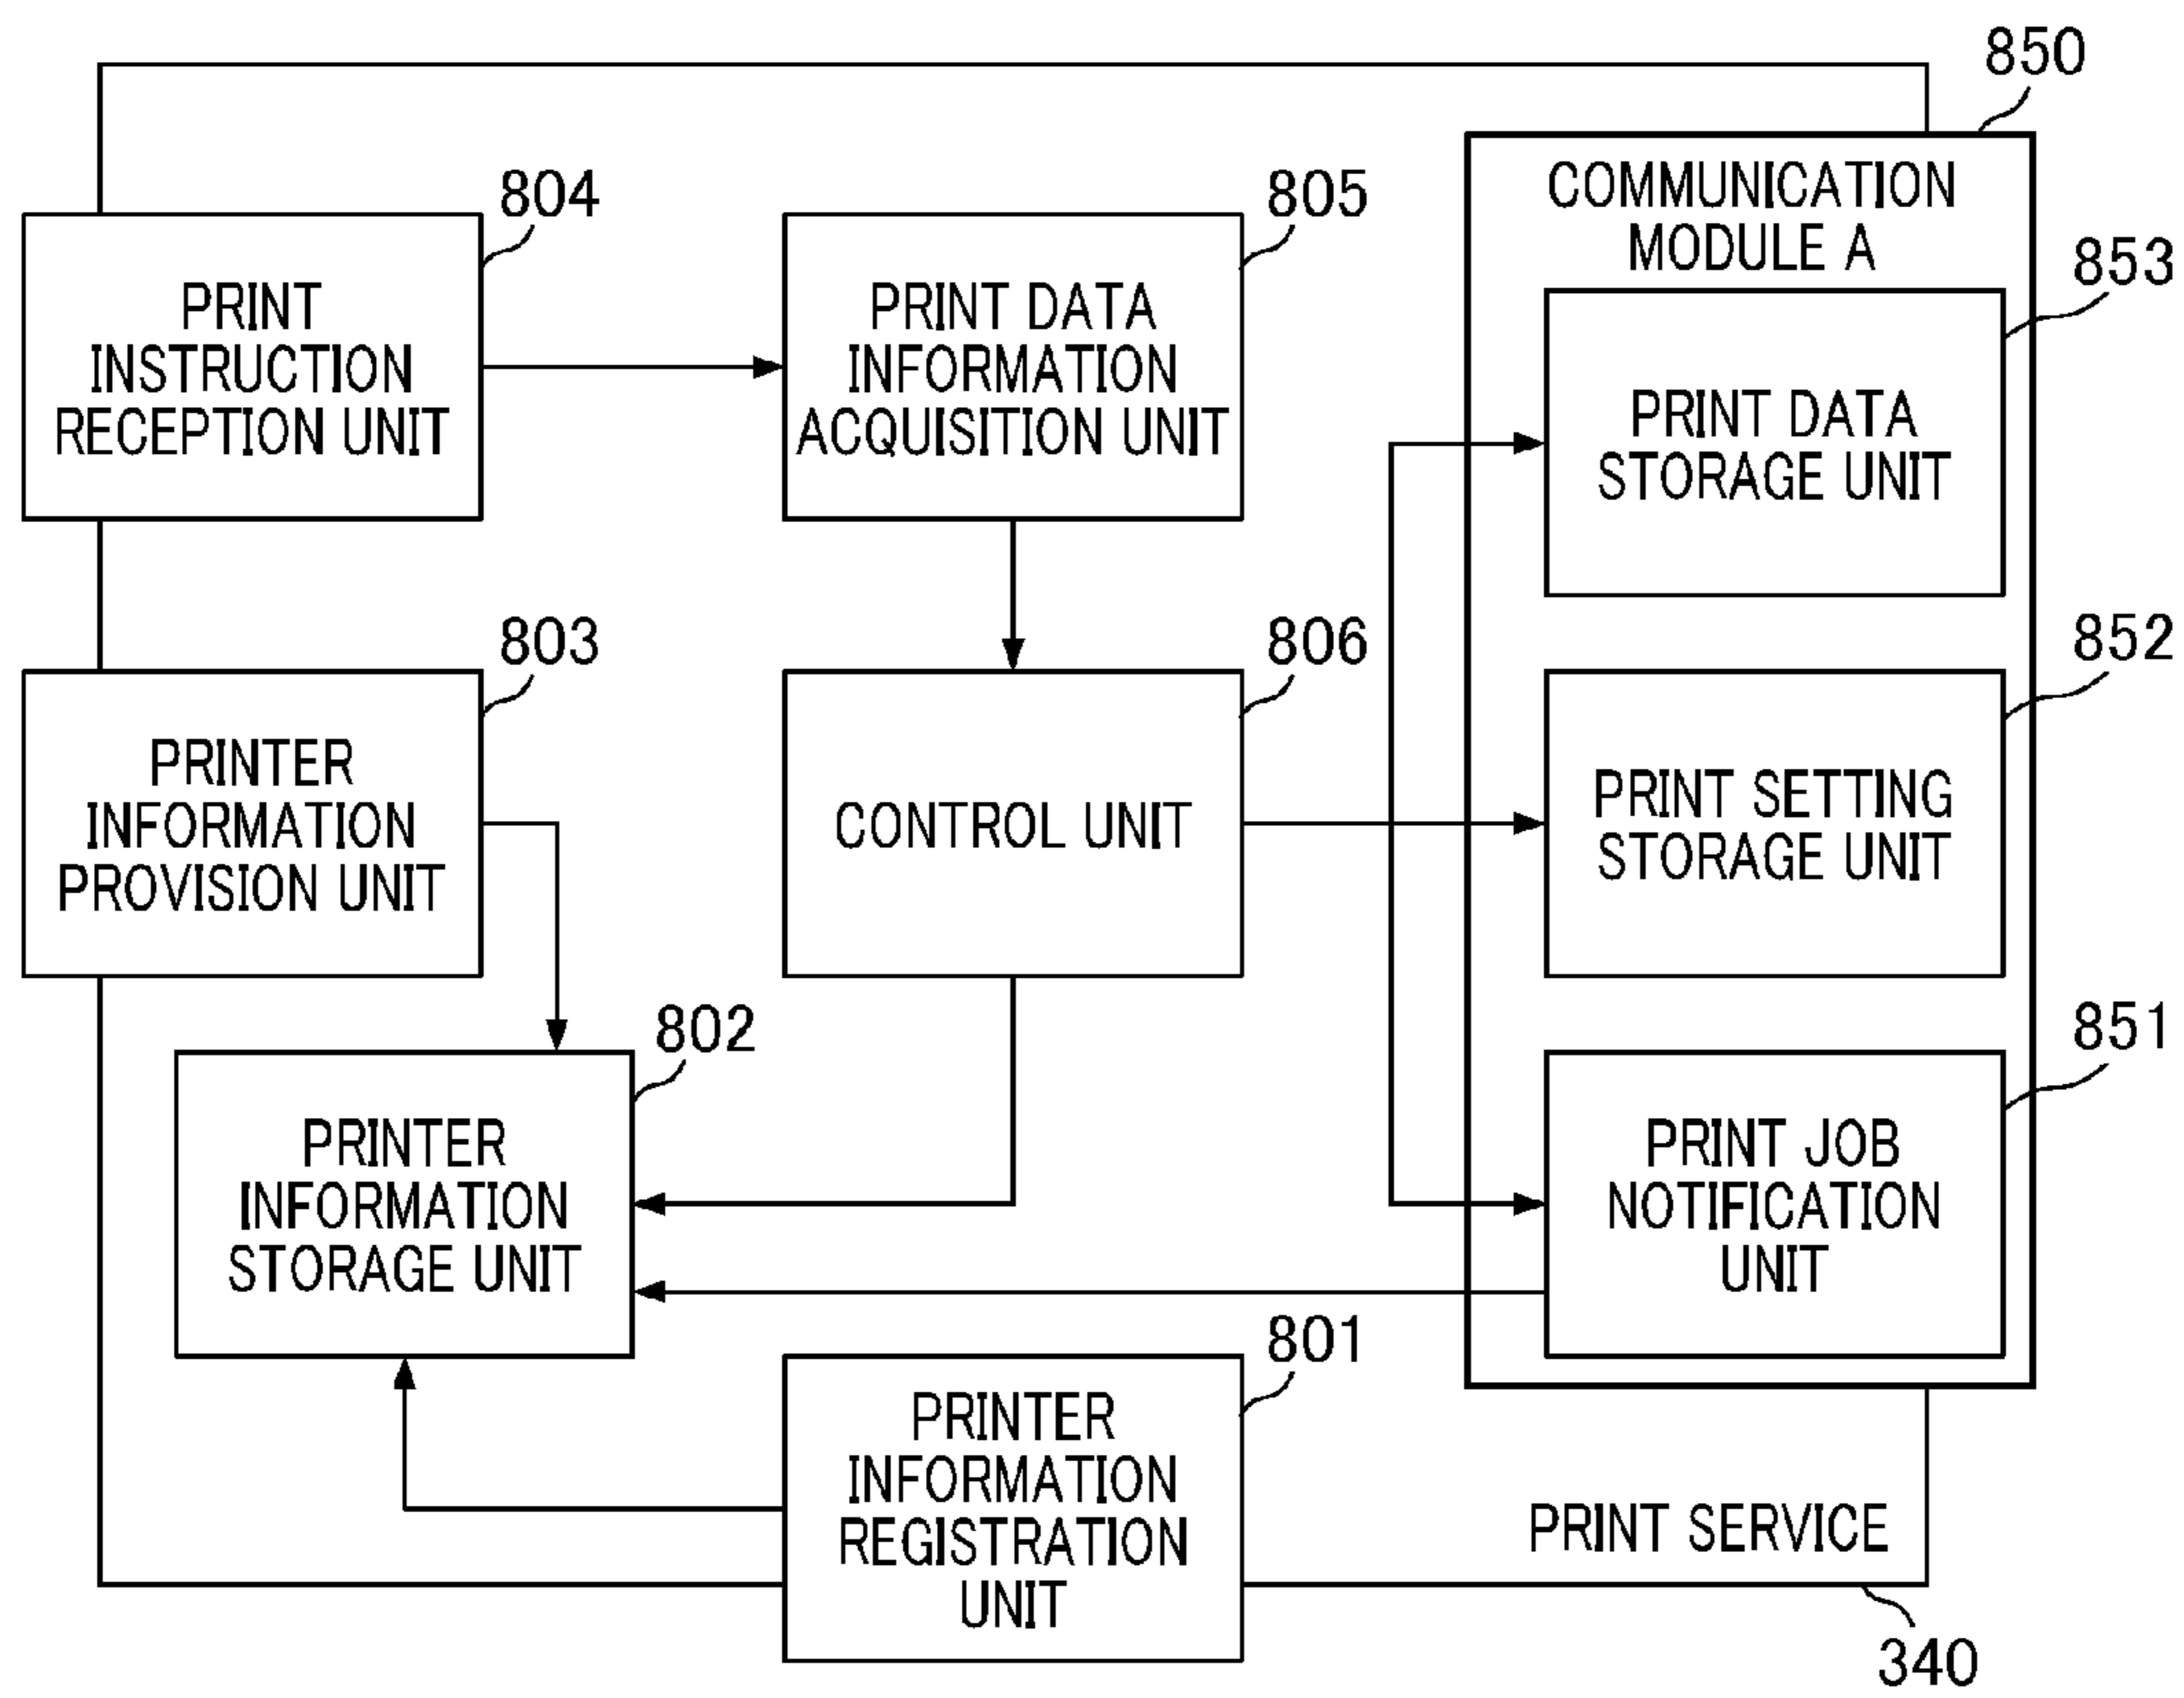 850
COMMUNICATION
MODULE A
804
PRINT
INSTRUCTION
RECEPTION UNIT
805
PRINT DATA
INFORMATION
ACQUISITION UNIT
853
PRINT DATA
STORAGE UNIT
803
PRINTER
INFORMATION
PROVISION UNIT
806
CONTROL UNIT
852
PRINT SETTING
STORAGE UNIT
802
PRINTER
INFORMATION
STORAGE UNIT
851
PRINT JOB
NOTIFICATION
UNIT
801
PRINTER
INFORMATION
REGISTRATION
UNIT
PRINT SERVICE
340